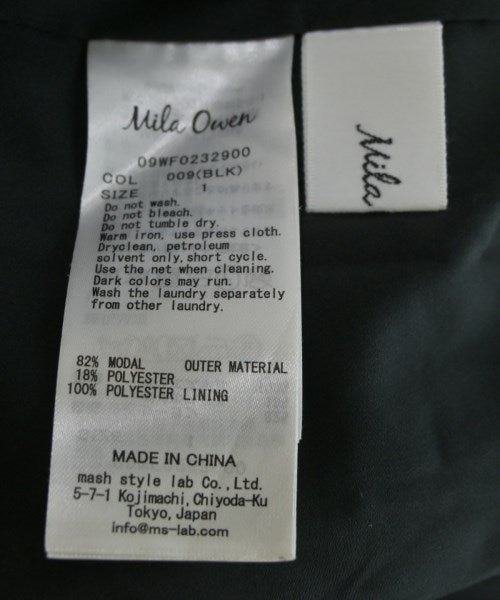 Mila Owen
09WFO232900
COL 009(BLK)
SIZE 1
Do not wash.
Do not bleach.
Do not tumble dry.
Warm iron, use press cloth.
Dryclean, petroleum
solvent only,short cycle.
Use the net when cleaning.
Dark colors may run.
Wash the laundry separately
from other laundry.
82% MODAL OUTER MATERIAL
18% POLYESTER
100% POLYESTER LINING
MADE IN CHINA
mash style lab Co.,Ltd.
5-7-1 Kojimachi,Chiyoda-Ku
Tokyo,Japan
info@ms-lab.com
Mila